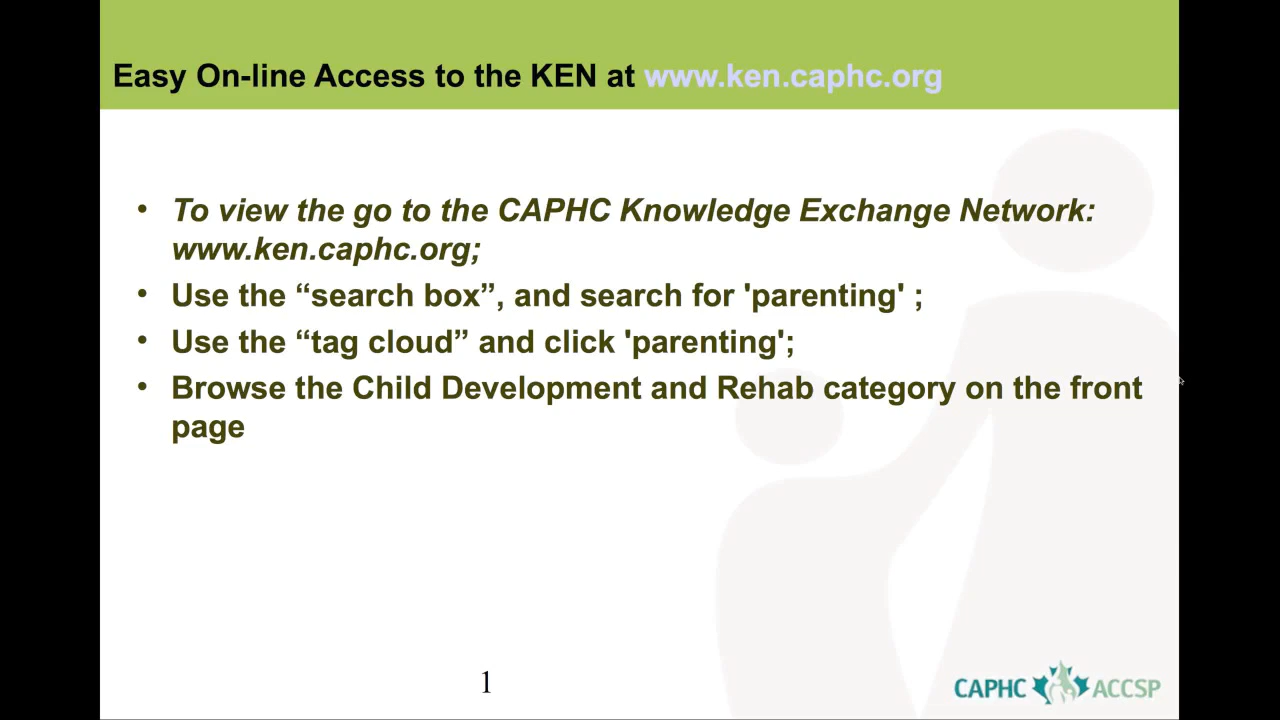 Easy On-line Access to the KEN at www.ken.caphc.org
• To view the go to the CAPHC Knowledge Exchange Network:
www.ken.caphc.org;
• Use the “search box”, and search for 'parenting' ;
• Use the “tag cloud” and click 'parenting';
• Browse the Child Development and Rehab category on the front
page
1
CAPHC ACCSP